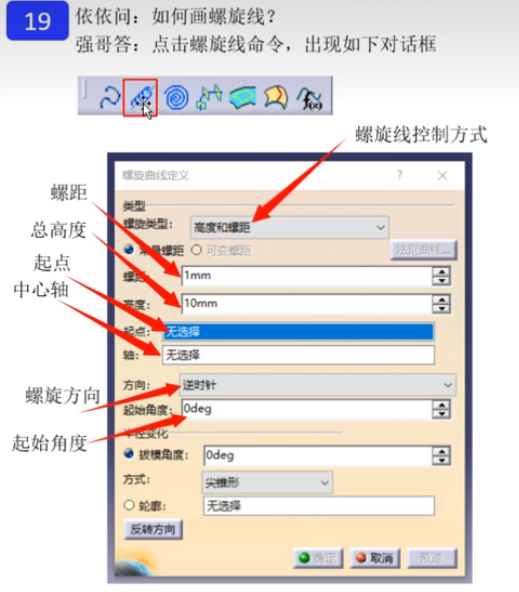 19
依依问：如何画螺旋线？
强哥答：点击螺旋线命令，出现如下对话框
f(x)
螺旋线控制方式
螺旋曲线定义 ? ×
螺距
类型
螺旋类型： 高度和螺距
总高度
常量螺距 可变螺距 法则曲线...
起点
螺距： 1mm
中心轴
高度： 10mm
起点： 无选择
轴： 无选择
螺旋方向
方向： 逆时针
起始角度： 0deg
起始角度
半径变化
拔模角度： 0deg
方式： 尖锥形
轮廓： 无选择
反转方向
确定 取消 预览